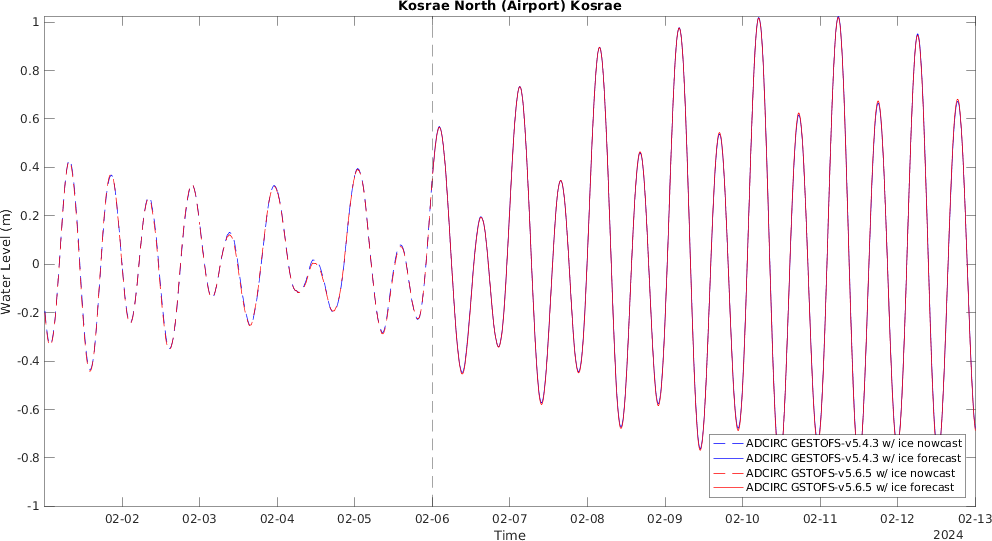 Kosrae North (Airport) Kosrae
1
0.8
0.6
0.4
0.2
0
-0.2
-0.4
-0.6
-0.8
-1
Water Level (m)
ADCIRC GESTOFS-v5.4.3 w/ ice nowcast
ADCIRC GESTOFS-v5.4.3 w/ ice forecast
ADCIRC GSTOFS-v5.6.5 w/ ice nowcast
ADCIRC GSTOFS-v5.6.5 w/ ice forecast
02-02 02-03 02-04 02-05 02-06 02-07 02-08 02-09 02-10 02-11 02-12 02-13
Time
2024